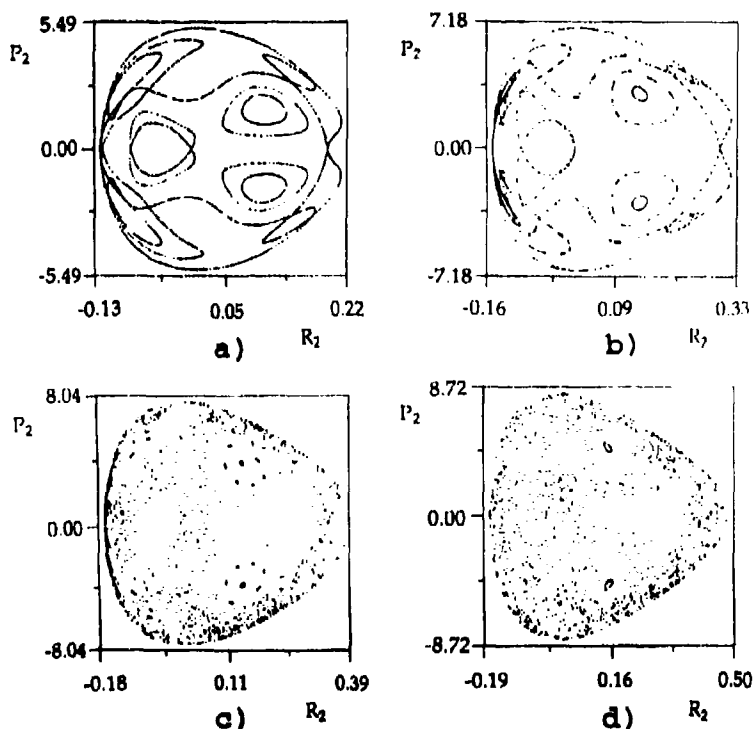 5.49
P₂
0.00
-5.49
-0.13
0.05
0.22
R₂
a)
7.18
P₂
0.00
-7.18
-0.16
0.09
0.33
R₂
b)
8.04
P₂
0.00
-8.04
-0.18
0.11
0.39
R₂
c)
8.72
P₂
0.00
-8.72
-0.19
0.16
0.50
R₂
d)